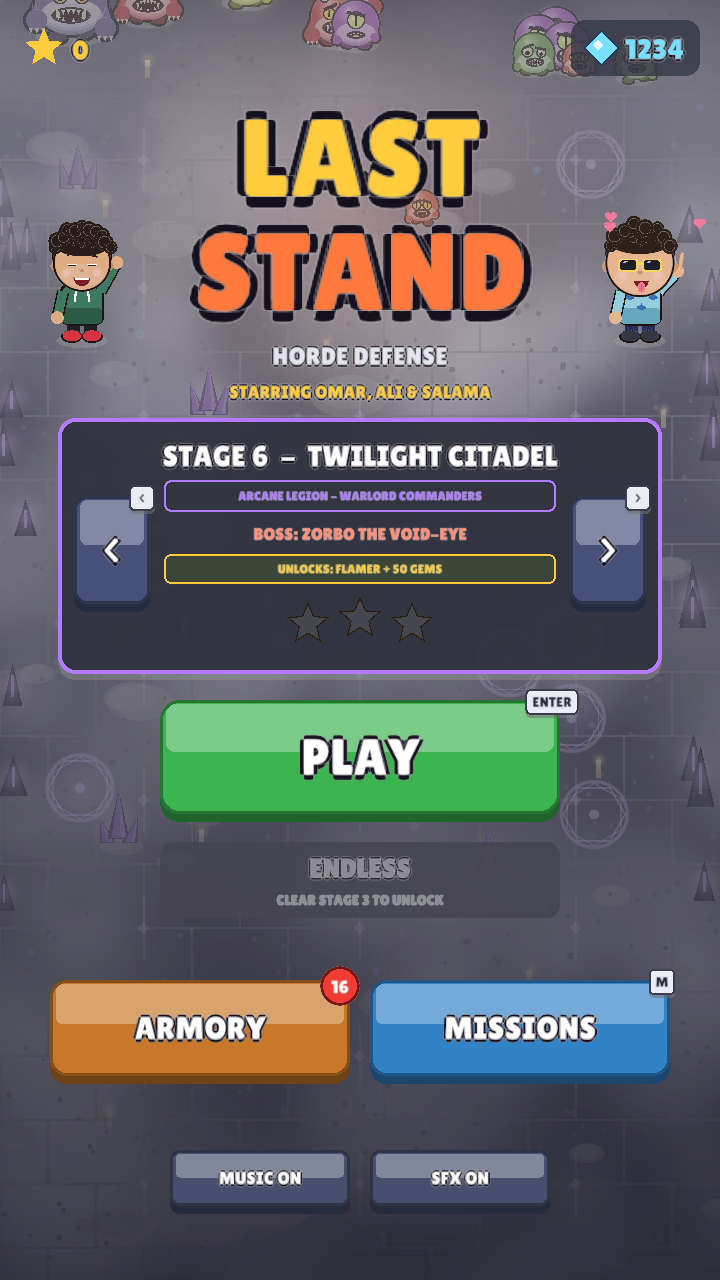 0
1234
LAST
STAND
HORDE DEFENSE
STARRING OMAR, ALI & SALAMA
STAGE 6 – TWILIGHT CITADEL
ARCANE LEGION – WARLORD COMMANDERS
<
>
BOSS: ZORBO THE VOID-EYE
UNLOCKS: FLAMER + 50 GEMS
ENTER
PLAY
ENDLESS
CLEAR STAGE 3 TO UNLOCK
16
M
ARMORY
MISSIONS
MUSIC ON
SFX ON